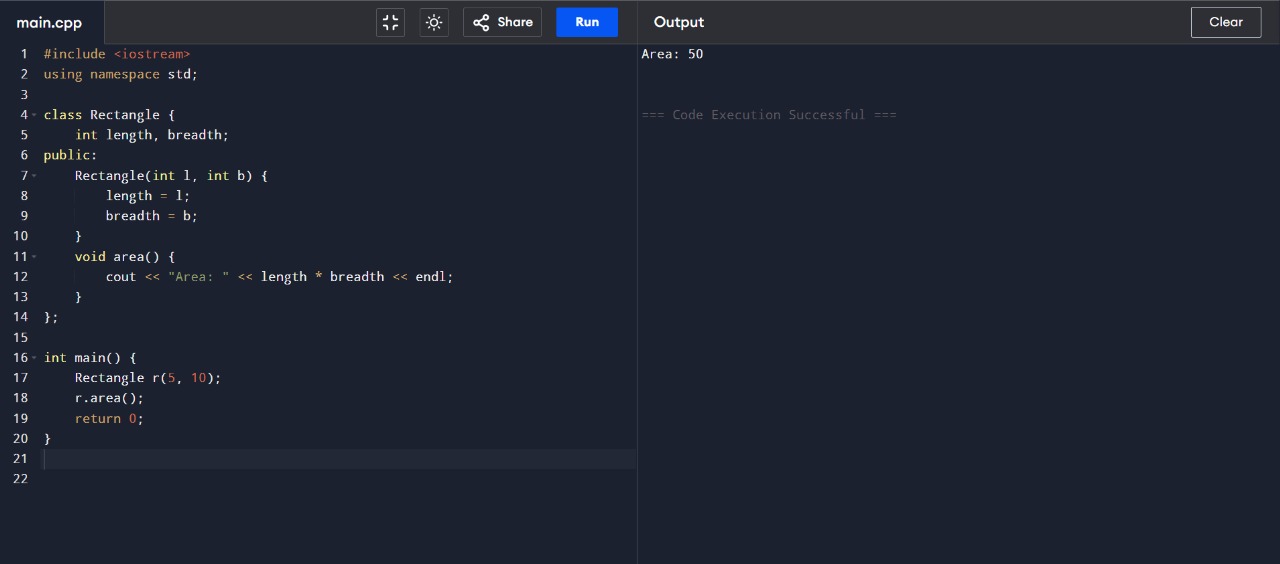 main.cpp Share Run Output Clear
1 #include <iostream>
2 using namespace std;
3
4 class Rectangle {
5     int length, breadth;
6 public:
7     Rectangle(int l, int b) {
8         length = l;
9         breadth = b;
10     }
11     void area() {
12         cout << "Area: " << length * breadth << endl;
13     }
14 };
15
16 int main() {
17     Rectangle r(5, 10);
18     r.area();
19     return 0;
20 }
21
22
Area: 50
=== Code Execution Successful ===